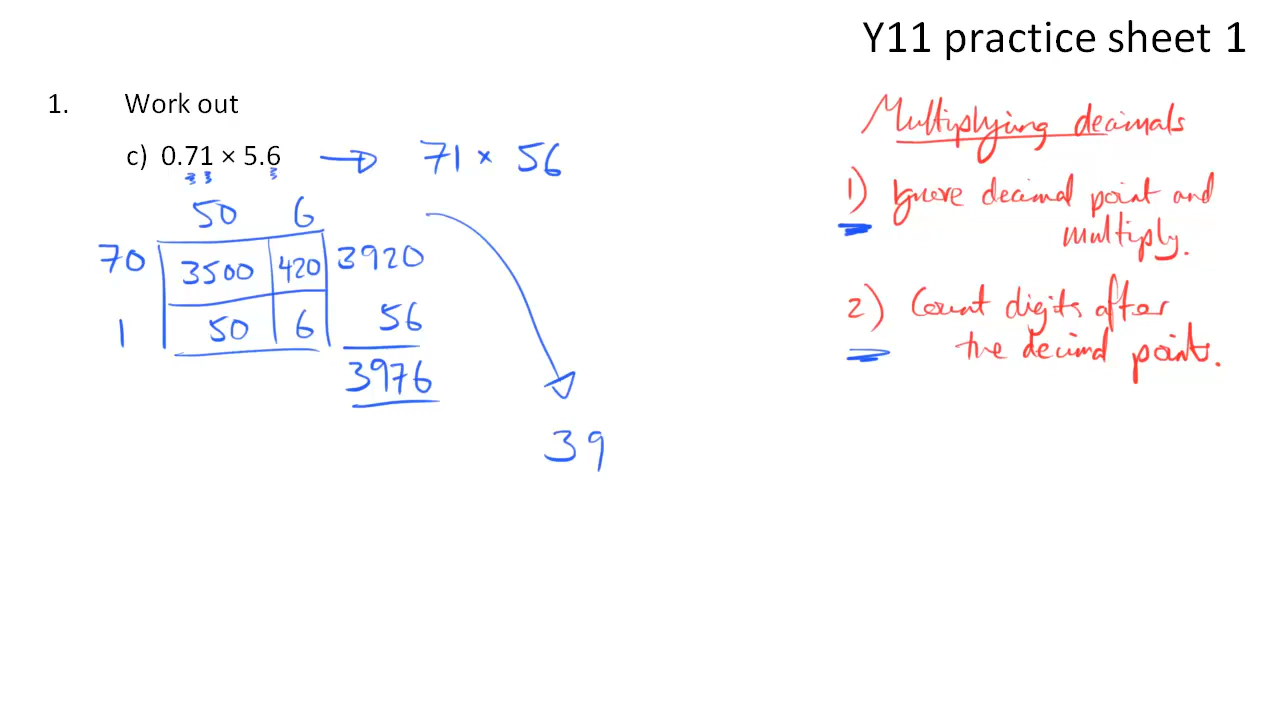 Y11 practice sheet 1
1. Work out
c) 0.71 × 5.6 → 71 × 56
50 6
70 3500 420 3920
1 50 6 56
3976
39
Multiplying decimals
1) Ignore decimal point and
multiply.
2) Count digits after
the decimal points.